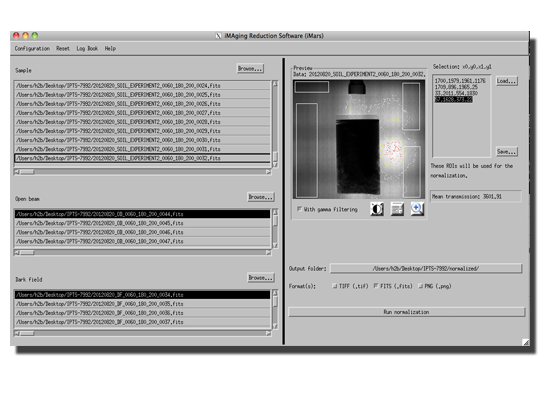 iMAging Reduction Software (iMars)
Configuration Reset Log Book Help
Sample
Browse...
/Users/h2b/Desktop/IPTS-7992/20120820_SOIL_EXPERIMENT2_0060_180_200_0024.fits
/Users/h2b/Desktop/IPTS-7992/20120820_SOIL_EXPERIMENT2_0060_180_200_0025.fits
/Users/h2b/Desktop/IPTS-7992/20120820_SOIL_EXPERIMENT2_0060_180_200_0026.fits
/Users/h2b/Desktop/IPTS-7992/20120820_SOIL_EXPERIMENT2_0060_180_200_0027.fits
/Users/h2b/Desktop/IPTS-7992/20120820_SOIL_EXPERIMENT2_0060_180_200_0028.fits
/Users/h2b/Desktop/IPTS-7992/20120820_SOIL_EXPERIMENT2_0060_180_200_0029.fits
/Users/h2b/Desktop/IPTS-7992/20120820_SOIL_EXPERIMENT2_0060_180_200_0030.fits
/Users/h2b/Desktop/IPTS-7992/20120820_SOIL_EXPERIMENT2_0060_180_200_0031.fits
/Users/h2b/Desktop/IPTS-7992/20120820_SOIL_EXPERIMENT2_0060_180_200_0032.fits
Open beam
Browse...
/Users/h2b/Desktop/IPTS-7992/20120820_OB_0060_180_200_0044.fits
/Users/h2b/Desktop/IPTS-7992/20120820_OB_0060_180_200_0045.fits
/Users/h2b/Desktop/IPTS-7992/20120820_OB_0060_180_200_0046.fits
/Users/h2b/Desktop/IPTS-7992/20120820_OB_0060_180_200_0047.fits
Dark field
Browse...
/Users/h2b/Desktop/IPTS-7992/20120820_DF_0060_180_200_0034.fits
/Users/h2b/Desktop/IPTS-7992/20120820_DF_0060_180_200_0035.fits
/Users/h2b/Desktop/IPTS-7992/20120820_DF_0060_180_200_0036.fits
/Users/h2b/Desktop/IPTS-7992/20120820_DF_0060_180_200_0037.fits
Preview
Data: 20120820_SOIL_EXPERIMENT2_0060_180_200_0032.
With gamma filtering
Selection: x0,y0,x1,y1
1700,1979,1961,1176
1709,896,1965,25
33,2011,554,1830
Load...
Save...
These ROIs will be used for the
normalization.
Mean transmission: 3601.91
Output folder: /Users/h2b/Desktop/IPTS-7992/normalized/
Format(s): TIFF (.tif) FITS (.fits) PNG (.png)
Run normalization